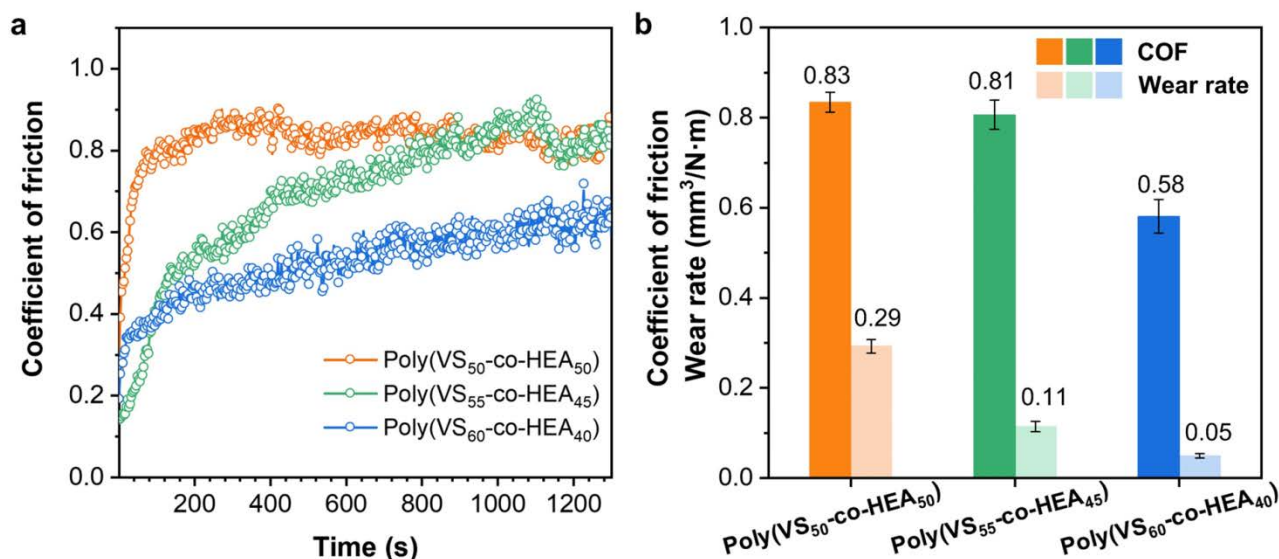 a
Coefficient of friction
1.0
0.8
0.6
0.4
0.2
0.0
200 400 600 800 1000 1200
Time (s)
Poly(VS₅₀-co-HEA₅₀)
Poly(VS₅₅-co-HEA₄₅)
Poly(VS₆₀-co-HEA₄₀)
b
Coefficient of friction
Wear rate (mm³/N·m)
1.0
0.8
0.6
0.4
0.2
0.0
COF
Wear rate
0.83
0.29
0.81
0.11
0.58
0.05
Poly(VS₅₀-co-HEA₅₀)
Poly(VS₅₅-co-HEA₄₅)
Poly(VS₆₀-co-HEA₄₀)